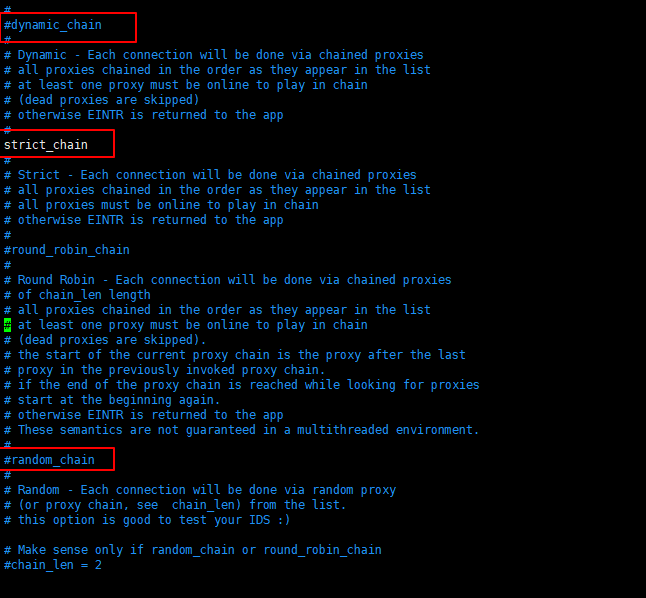 #
#dynamic_chain
#
# Dynamic - Each connection will be done via chained proxies
# all proxies chained in the order as they appear in the list
# at least one proxy must be online to play in chain
# (dead proxies are skipped)
# otherwise EINTR is returned to the app
#
strict_chain
#
# Strict - Each connection will be done via chained proxies
# all proxies chained in the order as they appear in the list
# all proxies must be online to play in chain
# otherwise EINTR is returned to the app
#
#round_robin_chain
#
# Round Robin - Each connection will be done via chained proxies
# of chain_len length
# all proxies chained in the order as they appear in the list
# at least one proxy must be online to play in chain
# (dead proxies are skipped).
# the start of the current proxy chain is the proxy after the last
# proxy in the previously invoked proxy chain.
# if the end of the proxy chain is reached while looking for proxies
# start at the beginning again.
# otherwise EINTR is returned to the app
# These semantics are not guaranteed in a multithreaded environment.
#
#random_chain
#
# Random - Each connection will be done via random proxy
# (or proxy chain, see  chain_len) from the list.
# this option is good to test your IDS :)

# Make sense only if random_chain or round_robin_chain
#chain_len = 2